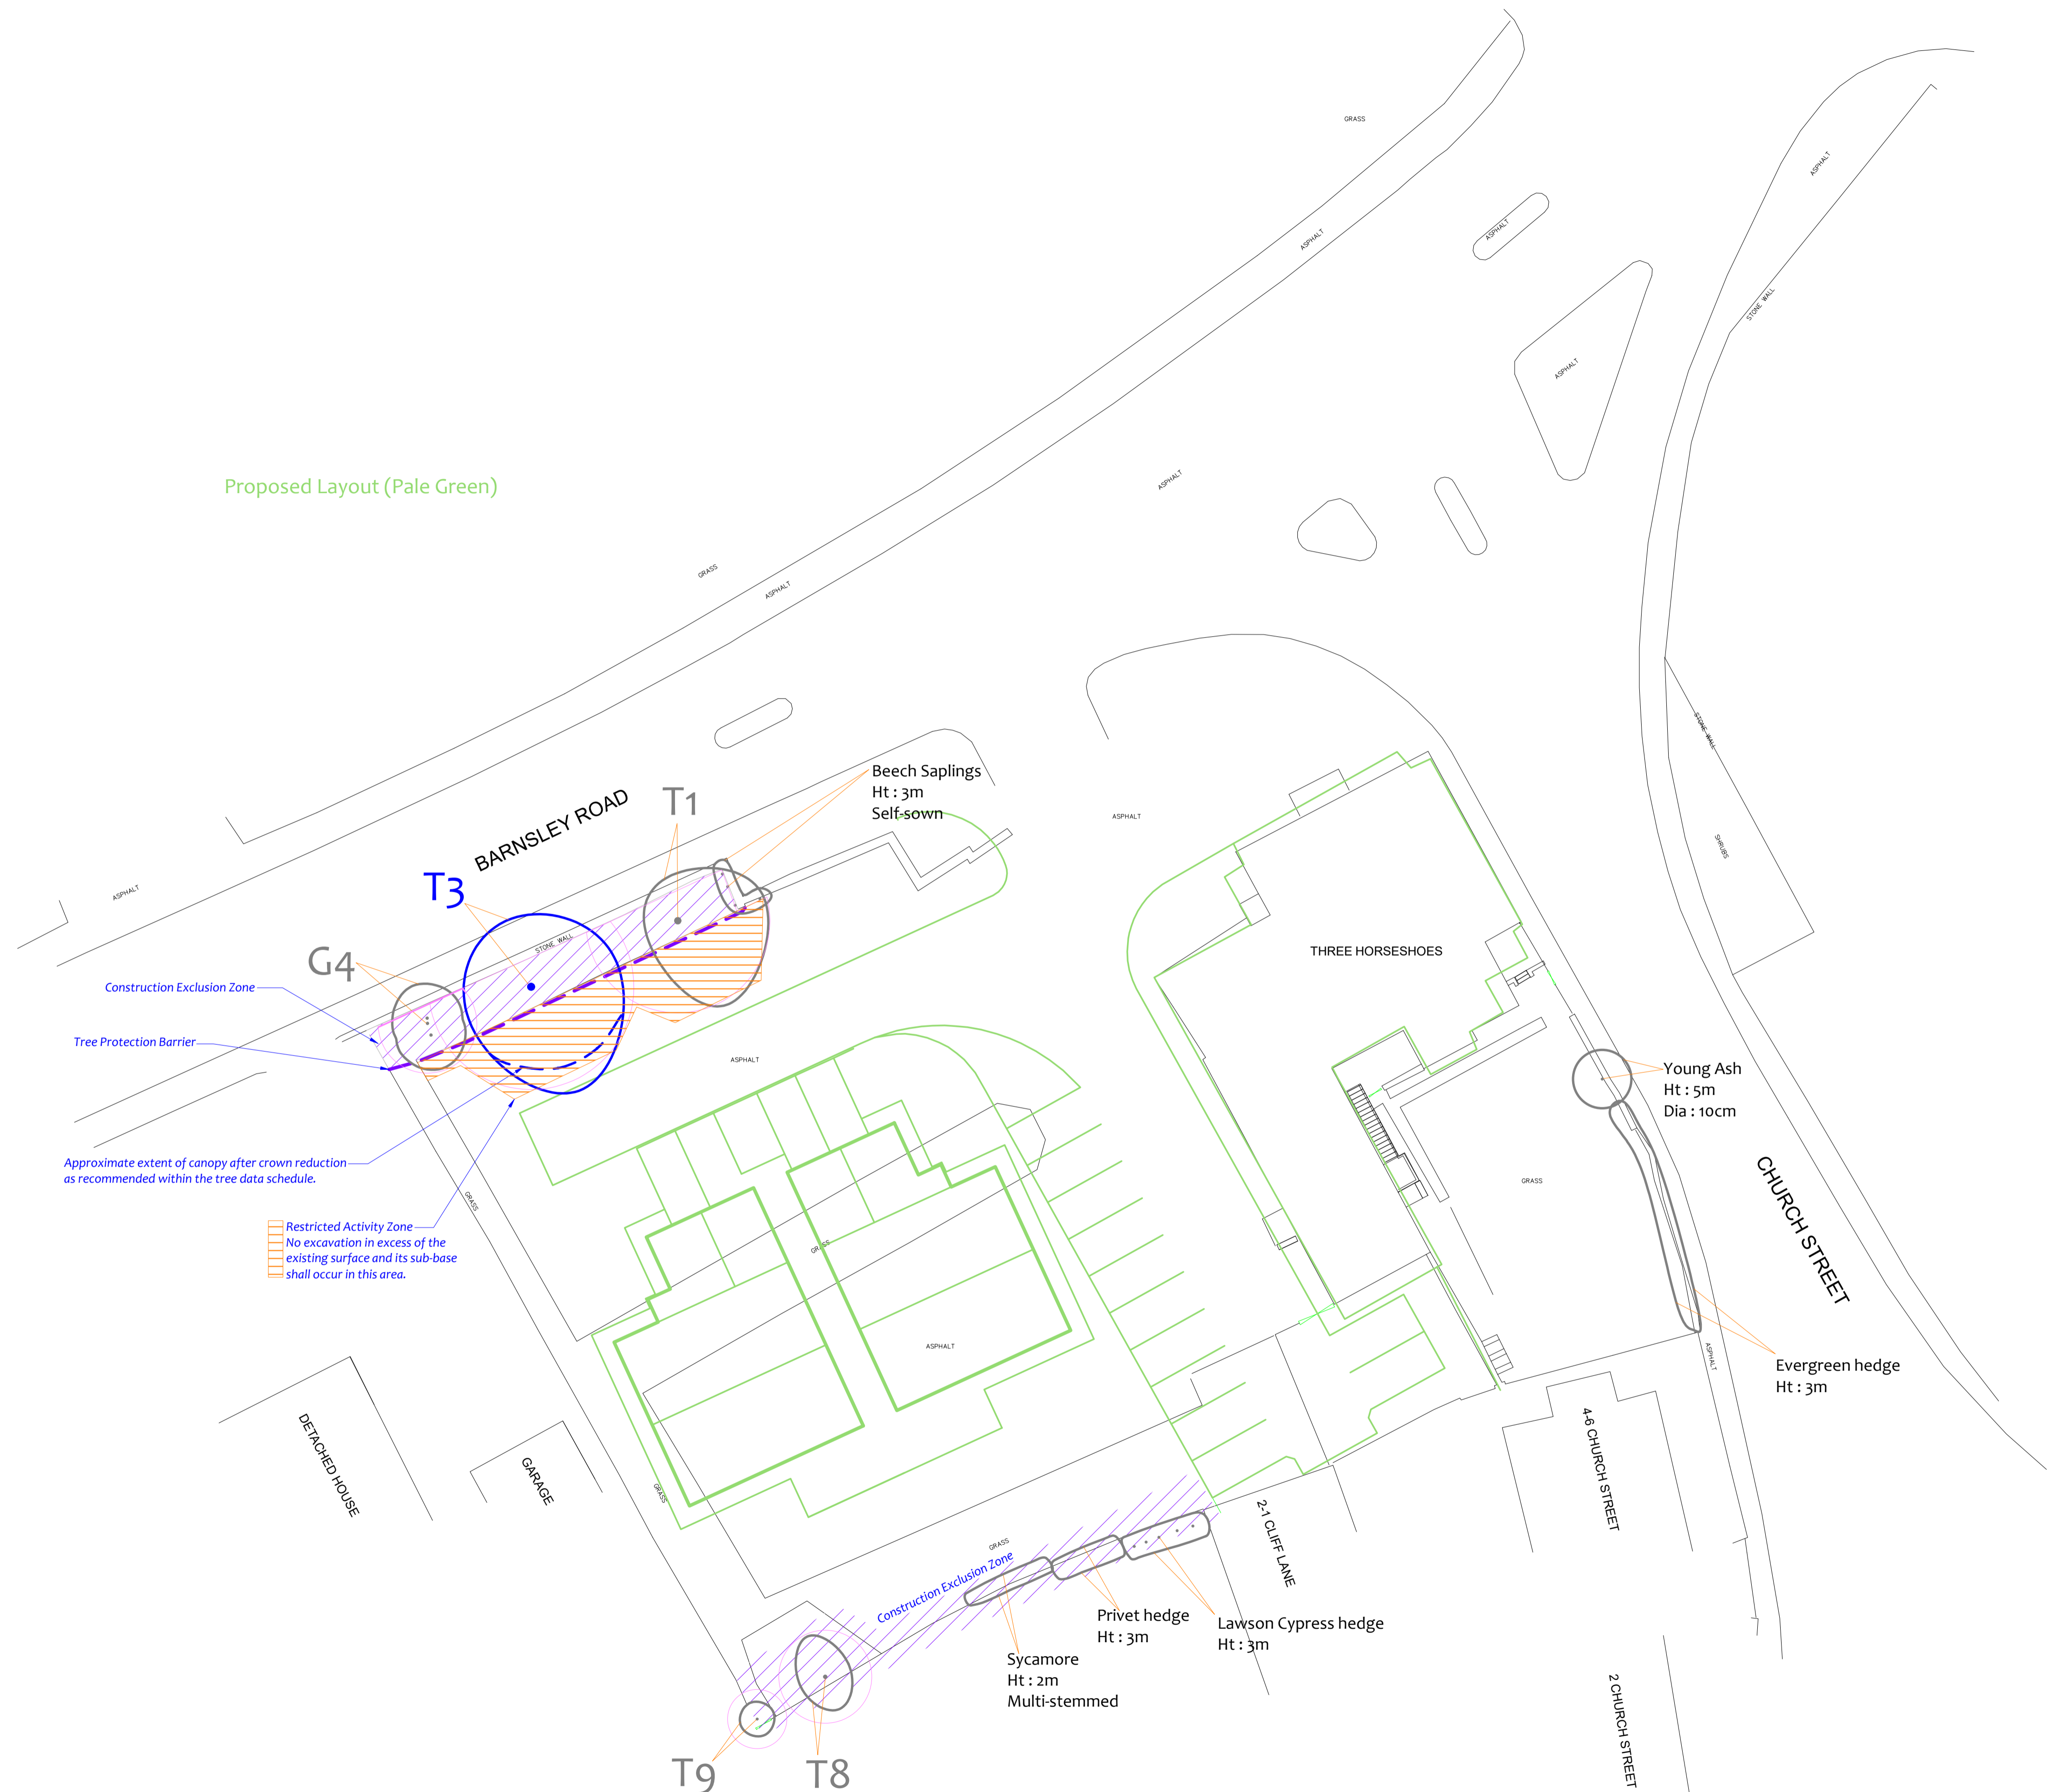 GRASS
ASPHALT
ASPHALT
ASPHALT
STONE WALL
ASPHALT
Proposed Layout (Pale Green)
ASPHALT
GRASS
ASPHALT
STONE WALL
Beech Saplings
Ht : 3m
Self-sown
T1
BARNSLEY ROAD
ASPHALT
SHRUBS
T3
ASPHALT
STONE WALL
THREE HORSESHOES
G4
Construction Exclusion Zone
Tree Protection Barrier
ASPHALT
Young Ash
Ht : 5m
Dia : 10cm
Approximate extent of canopy after crown reduction
as recommended within the tree data schedule.
GRASS
GRASS
CHURCH STREET
Restricted Activity Zone
No excavation in excess of the
existing surface and its sub-base
shall occur in this area.
GRASS
ASPHALT
ASPHALT
Evergreen hedge
Ht : 3m
DETACHED HOUSE
GARAGE
GRASS
4-6 CHURCH STREET
2-1 CLIFF LANE
GRASS
Construction Exclusion Zone
Privet hedge
Ht : 3m
Lawson Cypress hedge
Ht : 3m
Sycamore
Ht : 2m
Multi-stemmed
2 CHURCH STREET
T9
T8